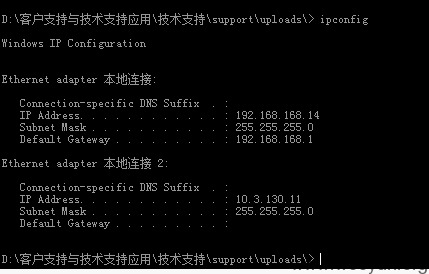 D:\客户支持与技术支持应用\技术支持\support\uploads\> ipconfig
Windows IP Configuration
Ethernet adapter 本地连接:
Connection-specific DNS Suffix . :
IP Address. . . . . . . . . . . . : 192.168.168.14
Subnet Mask . . . . . . . . . . . : 255.255.255.0
Default Gateway . . . . . . . . . : 192.168.168.1
Ethernet adapter 本地连接 2:
Connection-specific DNS Suffix . :
IP Address. . . . . . . . . . . . : 10.3.130.11
Subnet Mask . . . . . . . . . . . : 255.255.255.0
Default Gateway . . . . . . . . . :
D:\客户支持与技术支持应用\技术支持\support\uploads\>